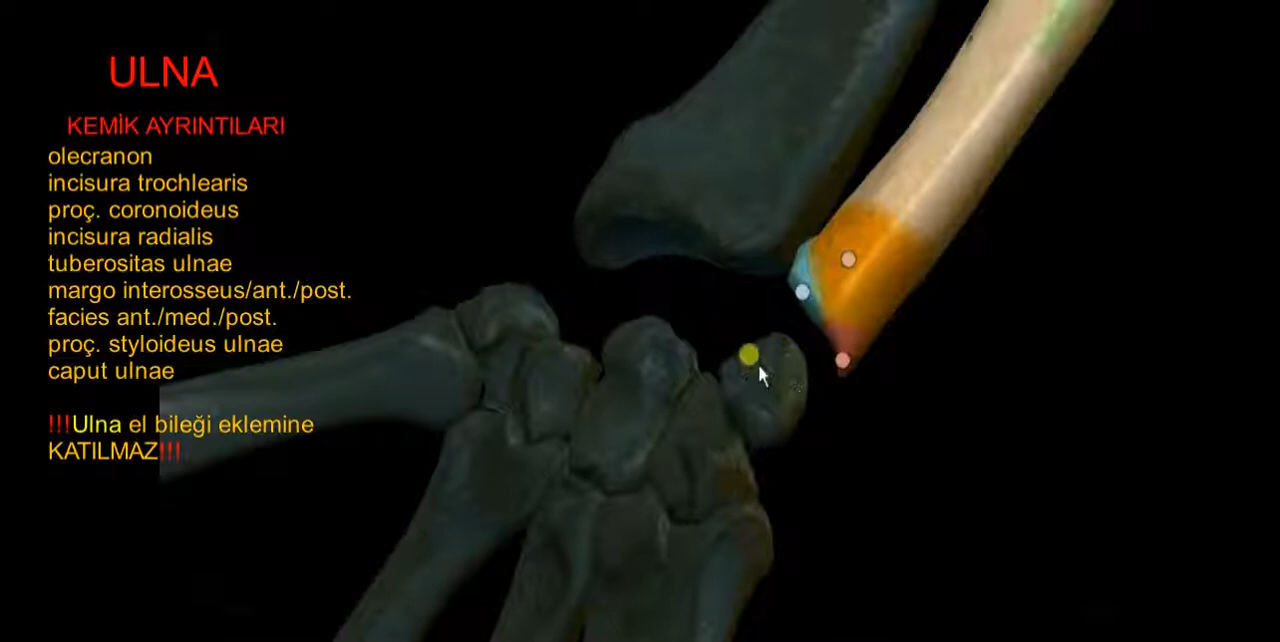 ULNA
KEMİK AYRINTILARI
olecranon
incisura trochlearis
proç. coronoideus
incisura radialis
tuberositas ulnae
margo interosseus/ant./post.
facies ant./med./post.
proç. styloideus ulnae
caput ulnae
!!!Ulna el bileği eklemine
KATILMAZ!!!